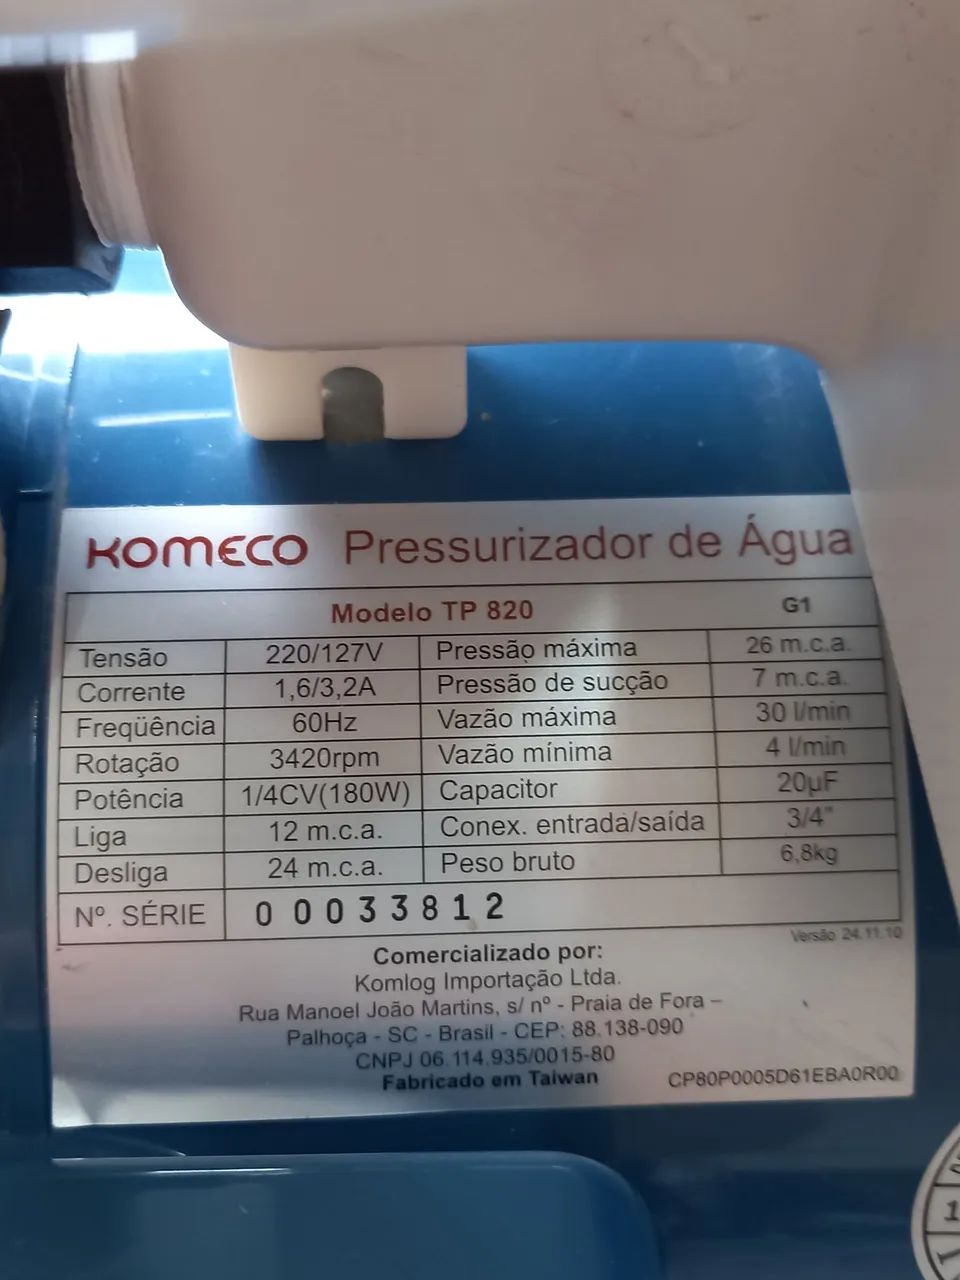 KOMECO Pressurizador de Água
Modelo TP 820 G1
Tensão 220/127V Pressão máxima 26 m.c.a.
Corrente 1,6/3,2A Pressão de sucção 7 m.c.a.
Freqüência 60Hz Vazão máxima 30 l/min
Rotação 3420rpm Vazão mínima 4 l/min
Potência 1/4CV(180W) Capacitor 20µF
Liga 12 m.c.a. Conex. entrada/saída 3/4"
Desliga 24 m.c.a. Peso bruto 6,8kg
Nº. SÉRIE 00033812
Versão 24.11.10
Comercializado por:
Komlog Importação Ltda.
Rua Manoel João Martins, s/ nº - Praia de Fora –
Palhoça - SC - Brasil - CEP: 88.138-090
CNPJ 06.114.935/0015-80
Fabricado em Taiwan
CP80P0005D61EBA0R00